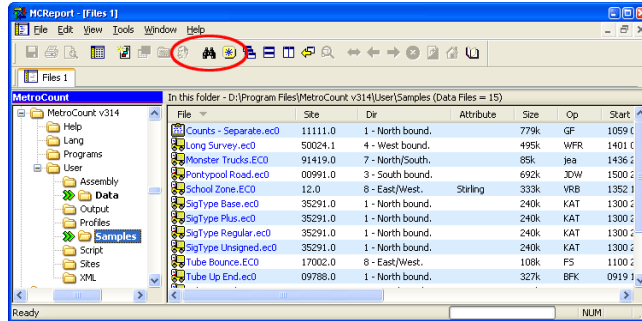 MCReport - [Files 1]
File Edit View Tools Window Help
Files 1
MetroCount
In this folder - D:\Program Files\MetroCount v314\User\Samples (Data Files = 15)
MetroCount v314
Help
Lang
Programs
User
Assembly
Data
Output
Profiles
Samples
Script
Sites
XML
File Site Dir Attribute Size Op Start
Counts - Separate.ec0 11111.0 1 - North bound. 779k GF 1059
Long Survey.ec0 50024.1 4 - West bound. 495k WFR 1401
Monster Trucks.EC0 91419.0 7 - North/South. 85k jea 1436
Pontypool Road.ec0 00991.0 3 - South bound. 692k JDW 1500
School Zone.EC0 12.0 8 - East/West. Stirling 333k VRB 1352
SigType Base.ec0 35291.0 1 - North bound. 240k KAT 1300
SigType Plus.ec0 35291.0 1 - North bound. 240k KAT 1300
SigType Regular.ec0 35291.0 1 - North bound. 240k KAT 1300
SigType Unsigned.ec0 35291.0 1 - North bound. 240k KAT 1300
Tube Bounce.EC0 17002.0 8 - East/West. 108k FS 1100
Tube Up End.ec0 09788.0 1 - North bound. 327k BFK 0919
Ready
NUM